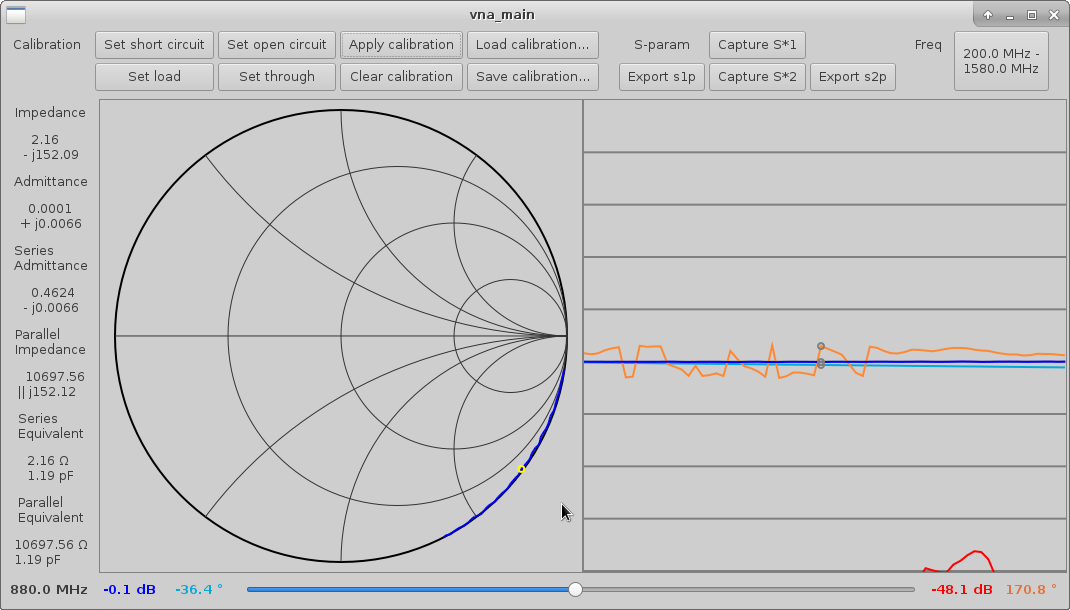 vna_main
Calibration Set short circuit Set open circuit Apply calibration Load calibration... S-param Capture S*1 Freq 200.0 MHz -
1580.0 MHz
Set load Set through Clear calibration Save calibration... Export s1p Capture S*2 Export s2p
Impedance
2.16
- j152.09
Admittance
0.0001
+ j0.0066
Series
Admittance
0.4624
- j0.0066
Parallel
Impedance
10697.56
|| j152.12
Series
Equivalent
2.16 Ω
1.19 pF
Parallel
Equivalent
10697.56 Ω
1.19 pF
880.0 MHz -0.1 dB -36.4 ° -48.1 dB 170.8 °